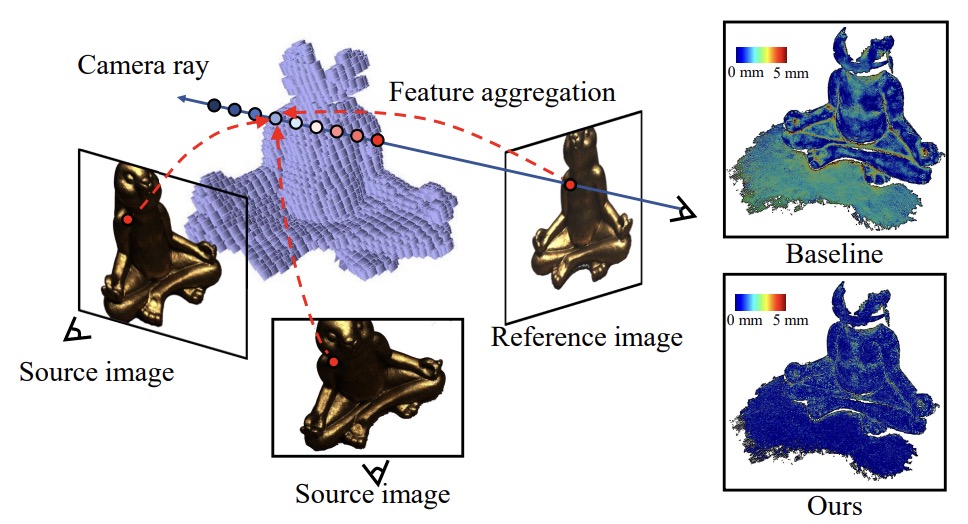 Camera ray
Feature aggregation
Source image
Source image
Reference image
0 mm 5 mm
Baseline
0 mm 5 mm
Ours